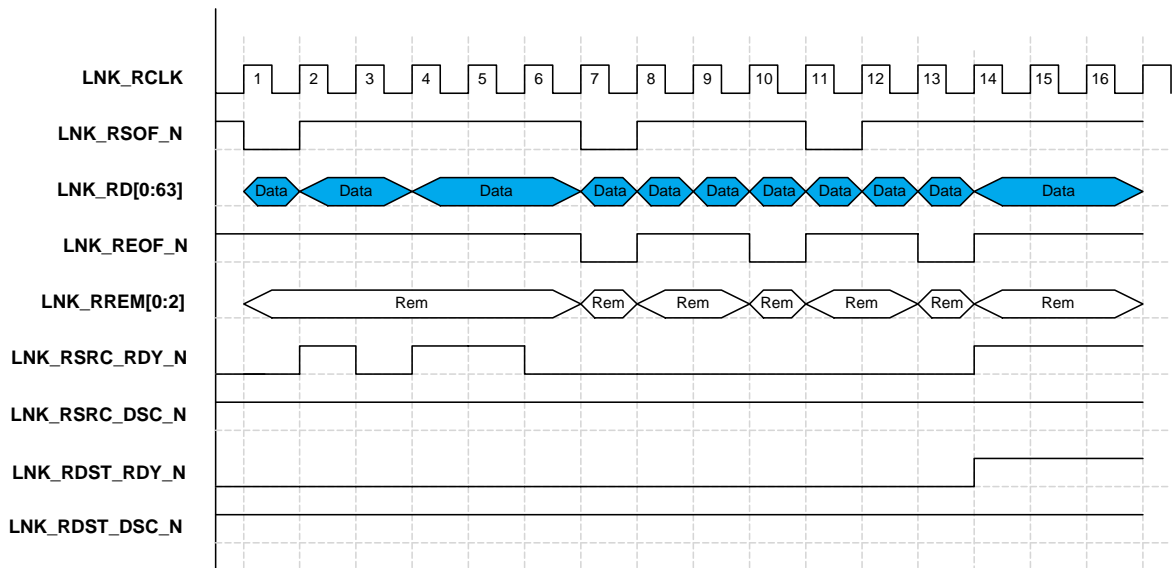 LNK_RCLK 1 2 3 4 5 6 7 8 9 10 11 12 13 14 15 16
LNK_RSOF_N
LNK_RD[0:63] Data Data Data Data Data Data Data Data Data Data Data
LNK_REOF_N
LNK_RREM[0:2] Rem Rem Rem Rem Rem Rem Rem
LNK_RSRC_RDY_N
LNK_RSRC_DSC_N
LNK_RDST_RDY_N
LNK_RDST_DSC_N